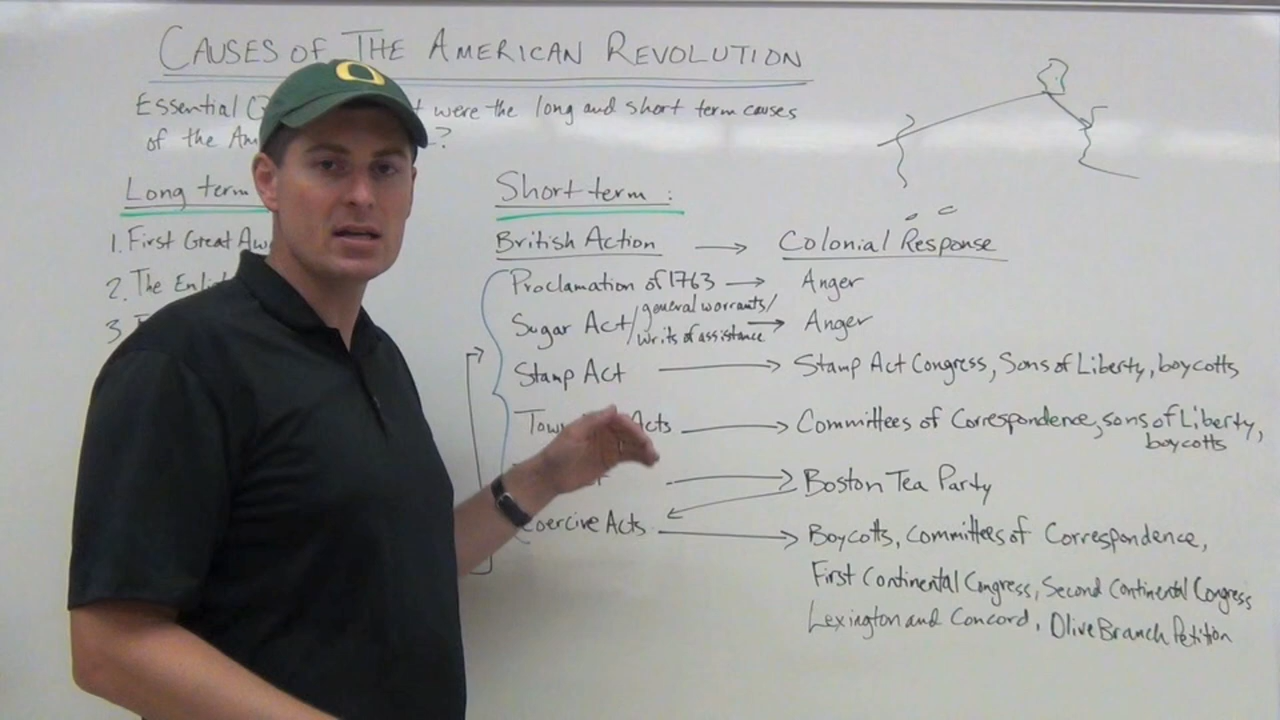 CAUSES OF THE AMERICAN REVOLUTION
Essential were the long and short term causes
of the ?
Long term
Short term :
1. First Great
2. The
3
British Action → Colonial Response
Proclamation of 1763 → Anger
Sugar Act/general warrants/
writs of assistance → Anger
Stamp Act → Stamp Act Congress, Sons of Liberty, boycotts
Acts → Committees of Correspondence, sons of Liberty,
boycotts
→ Boston Tea Party
Coercive Acts → Boycotts, Committees of Correspondence,
First Continental Congress, Second Continental Congress
Lexington and Concord, Olive Branch Petition
O